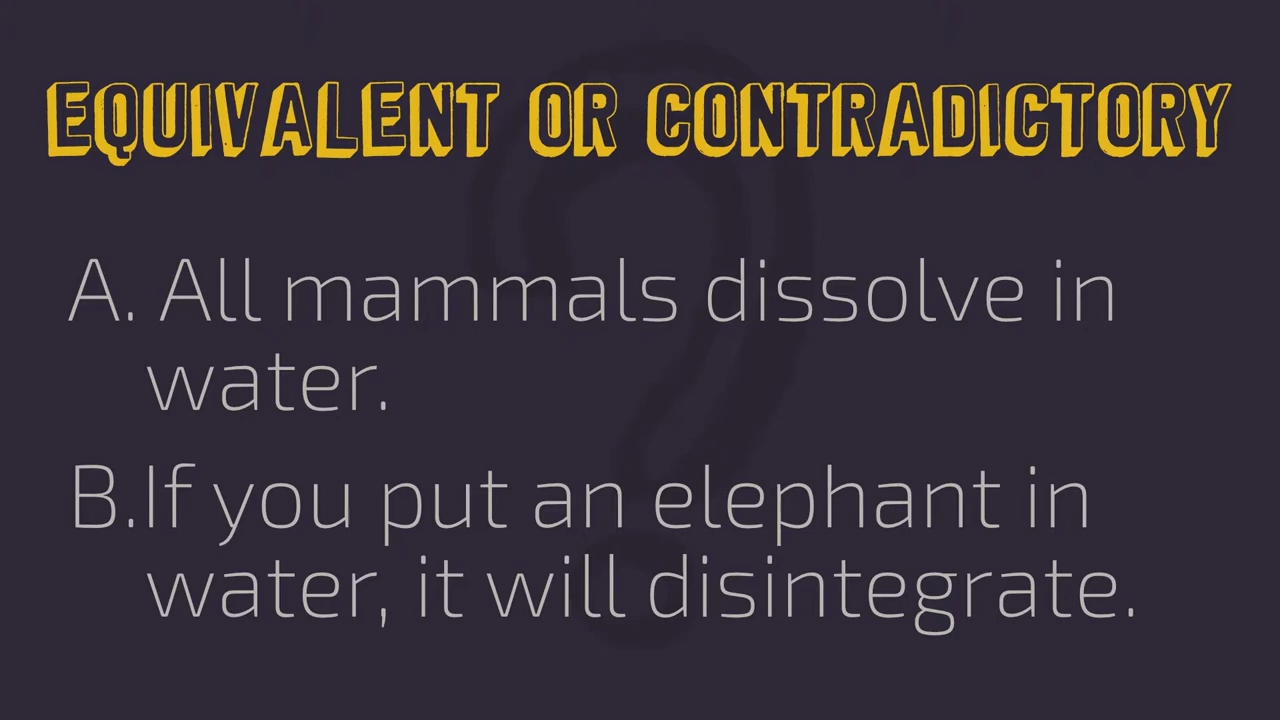 EQUIVALENT OR CONTRADICTORY
A. All mammals dissolve in
water.
B.If you put an elephant in
water, it will disintegrate.